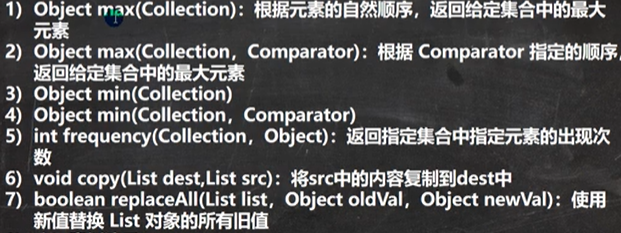 1) Object max(Collection)：根据元素的自然顺序，返回给定集合中的最大
元素
2) Object max(Collection，Comparator)：根据 Comparator 指定的顺序，
返回给定集合中的最大元素
3) Object min(Collection)
4) Object min(Collection，Comparator)
5) int frequency(Collection，Object)：返回指定集合中指定元素的出现次
数
6) void copy(List dest,List src)：将src中的内容复制到dest中
7) boolean replaceAll(List list，Object oldVal，Object newVal)：使用
新值替换 List 对象的所有旧值